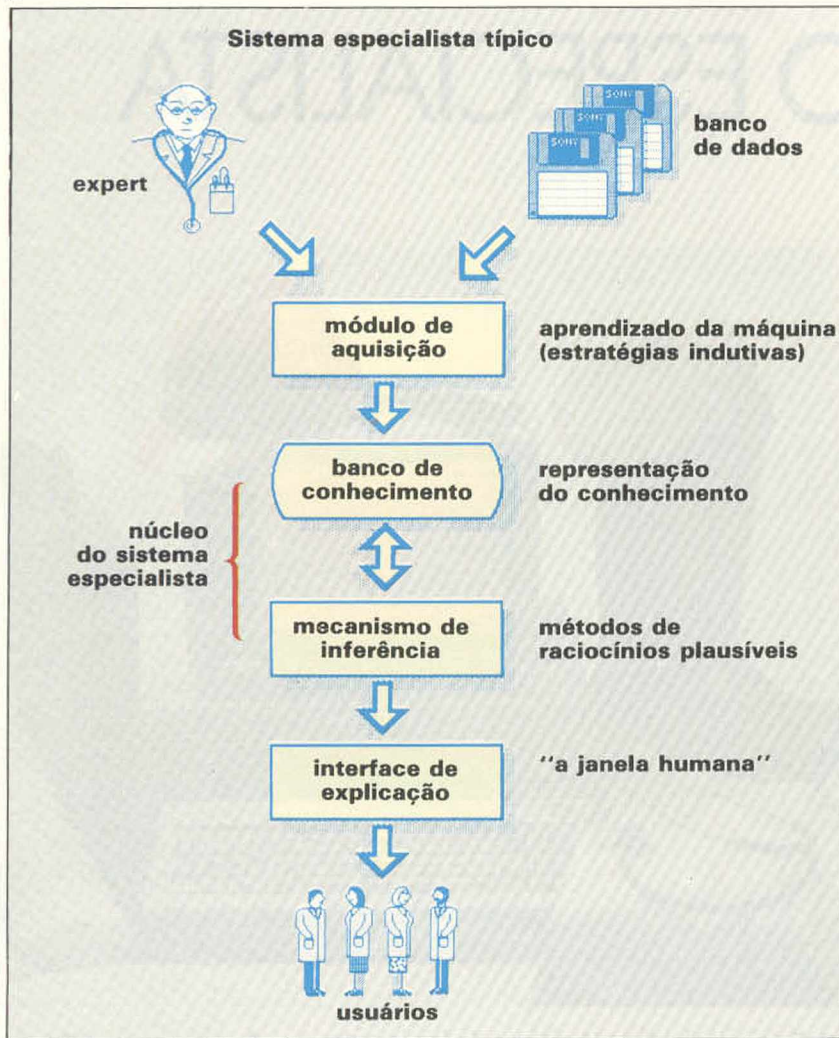 Sistema especialista típico
expert
SONY
SONY
SONY
banco
de dados
módulo de
aquisição
aprendizado da máquina
(estratégias indutivas)
banco de
conhecimento
representação
do conhecimento
núcleo
do sistema
especialista
mecanismo de
inferência
métodos de
raciocínios plausíveis
interface de
explicação
"a janela humana"
usuários